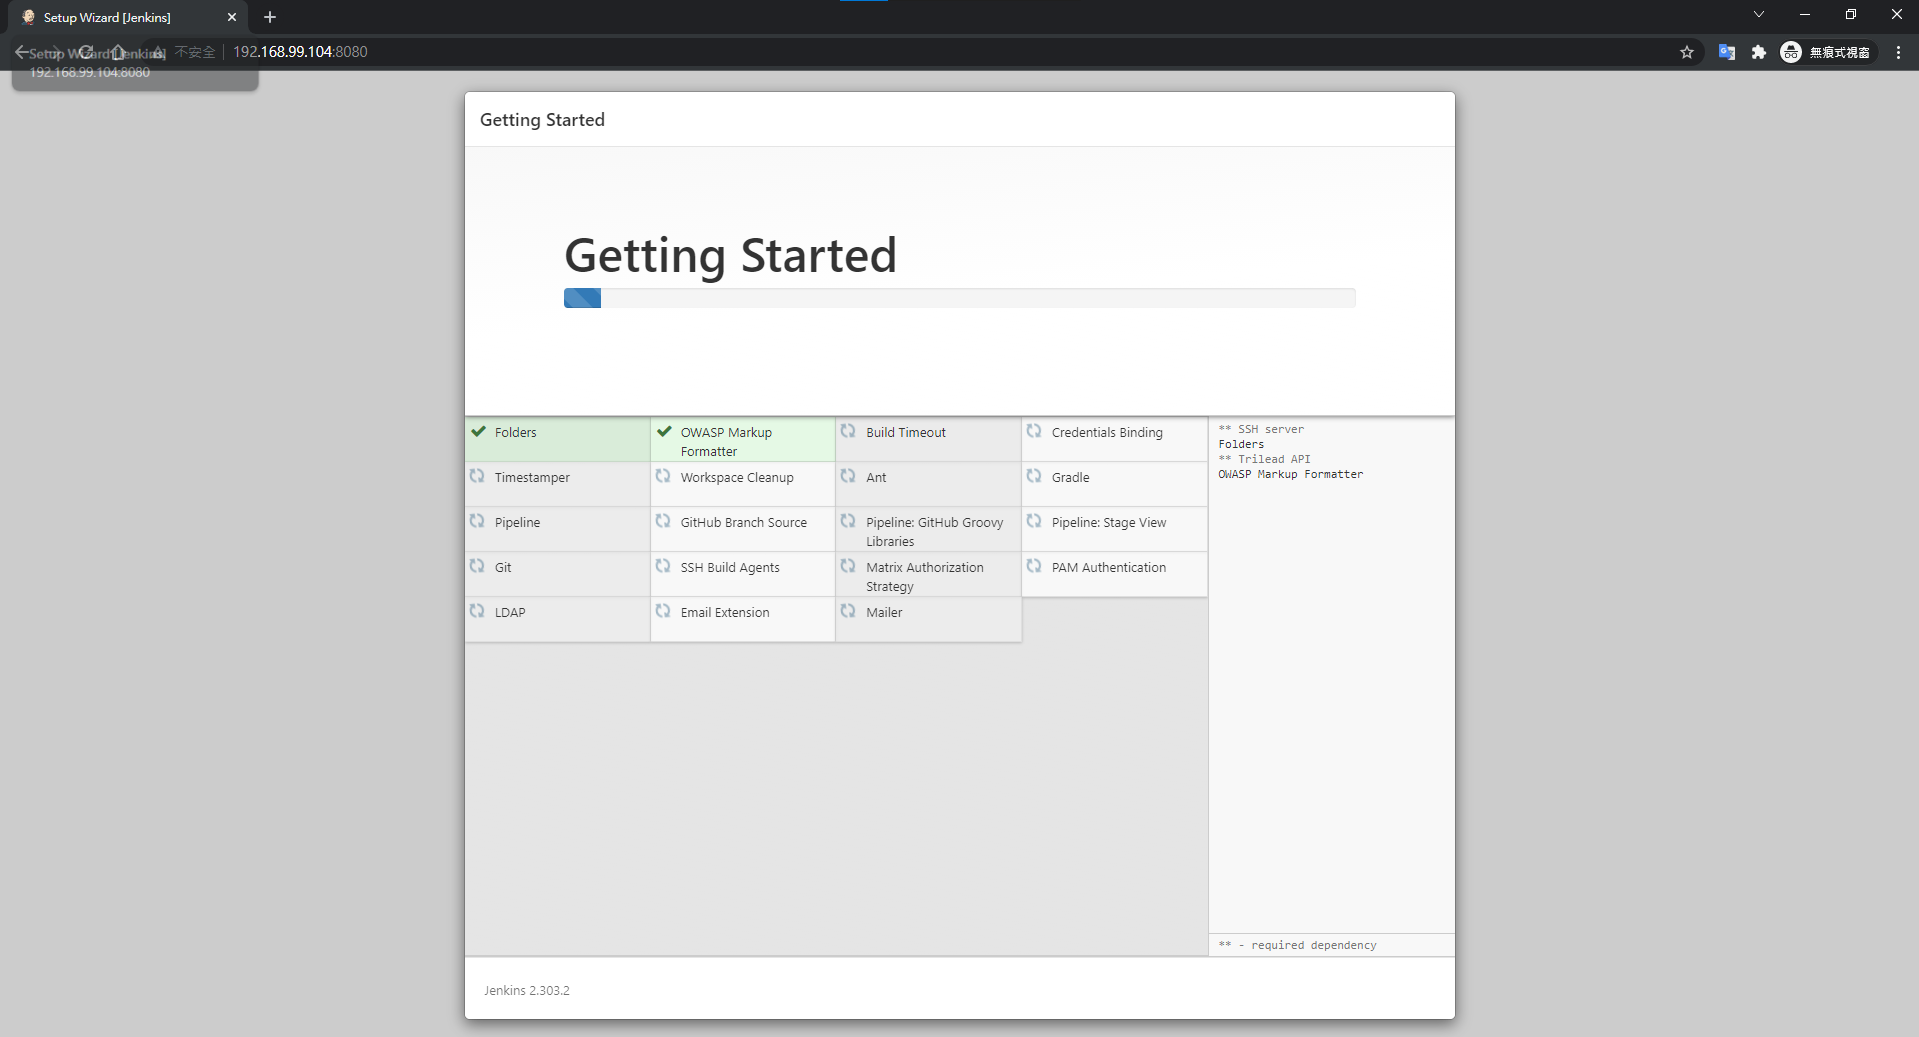 Setup Wizard [Jenkins]
不安全
192.168.99.104:8080
無痕式視窗
Setup Wizard [Jenkins]
192.168.99.104:8080
Getting Started
Getting Started
Folders
OWASP Markup
Formatter
Build Timeout
Credentials Binding
Timestamper
Workspace Cleanup
Ant
Gradle
Pipeline
GitHub Branch Source
Pipeline: GitHub Groovy
Libraries
Pipeline: Stage View
Git
SSH Build Agents
Matrix Authorization
Strategy
PAM Authentication
LDAP
Email Extension
Mailer
** SSH server
Folders
** Trilead API
OWASP Markup Formatter
** - required dependency
Jenkins 2.303.2